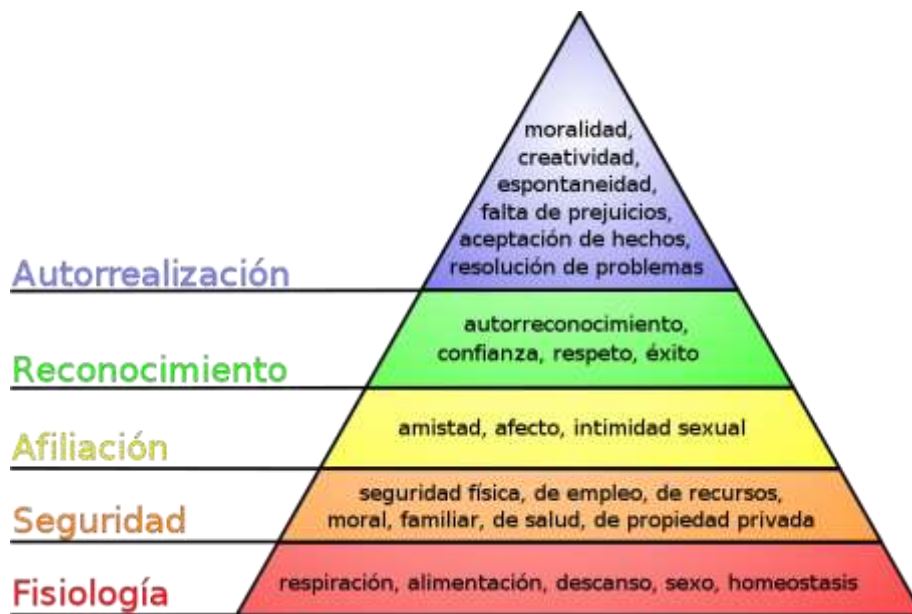 moralidad,
creatividad,
espontaneidad,
falta de prejuicios,
aceptación de hechos,
resolución de problemas
Autorrealización
autorreconocimiento,
confianza, respeto, éxito
Reconocimiento
amistad, afecto, intimidad sexual
Afiliación
seguridad física, de empleo, de recursos,
moral, familiar, de salud, de propiedad privada
Seguridad
respiración, alimentación, descanso, sexo, homeostasis
Fisiología